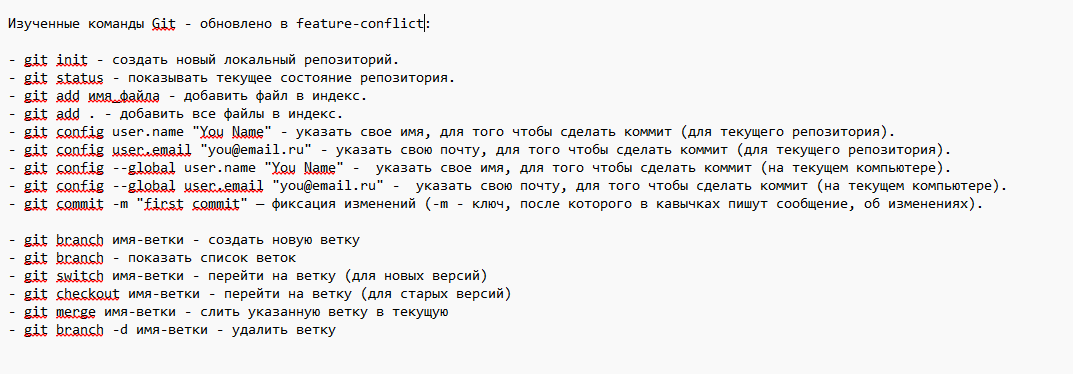 Изученные команды Git - обновлено в feature-conflict:
- git init - создать новый локальный репозиторий.
- git status - показывать текущее состояние репозитория.
- git add имя_файла - добавить файл в индекс.
- git add . - добавить все файлы в индекс.
- git config user.name "You Name" - указать свое имя, для того чтобы сделать коммит (для текущего репозитория).
- git config user.email "you@email.ru" - указать свою почту, для того чтобы сделать коммит (для текущего репозитория).
- git config --global user.name "You Name" -  указать свое имя, для того чтобы сделать коммит (на текущем компьютере).
- git config --global user.email "you@email.ru" -  указать свою почту, для того чтобы сделать коммит (на текущем компьютере).
- git commit -m "first commit" – фиксация изменений (-m - ключ, после которого в кавычках пишут сообщение, об изменениях).
- git branch имя-ветки - создать новую ветку
- git branch - показать список веток
- git switch имя-ветки - перейти на ветку (для новых версий)
- git checkout имя-ветки - перейти на ветку (для старых версий)
- git merge имя-ветки - слить указанную ветку в текущую
- git branch -d имя-ветки - удалить ветку